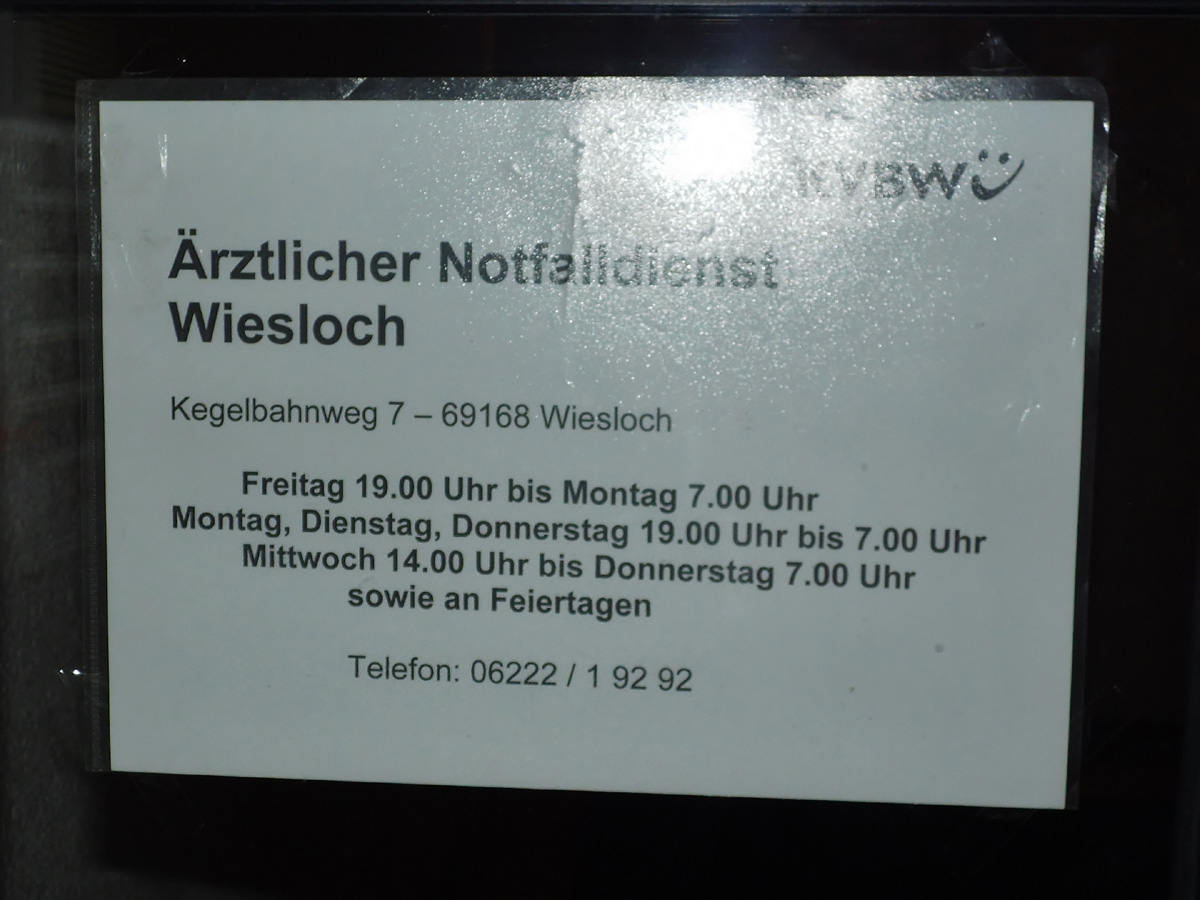 KVBW
Ärztlicher Notfalldienst
Wiesloch
Kegelbahnweg 7 – 69168 Wiesloch
Freitag 19.00 Uhr bis Montag 7.00 Uhr
Montag, Dienstag, Donnerstag 19.00 Uhr bis 7.00 Uhr
Mittwoch 14.00 Uhr bis Donnerstag 7.00 Uhr
sowie an Feiertagen
Telefon: 06222 / 1 92 92